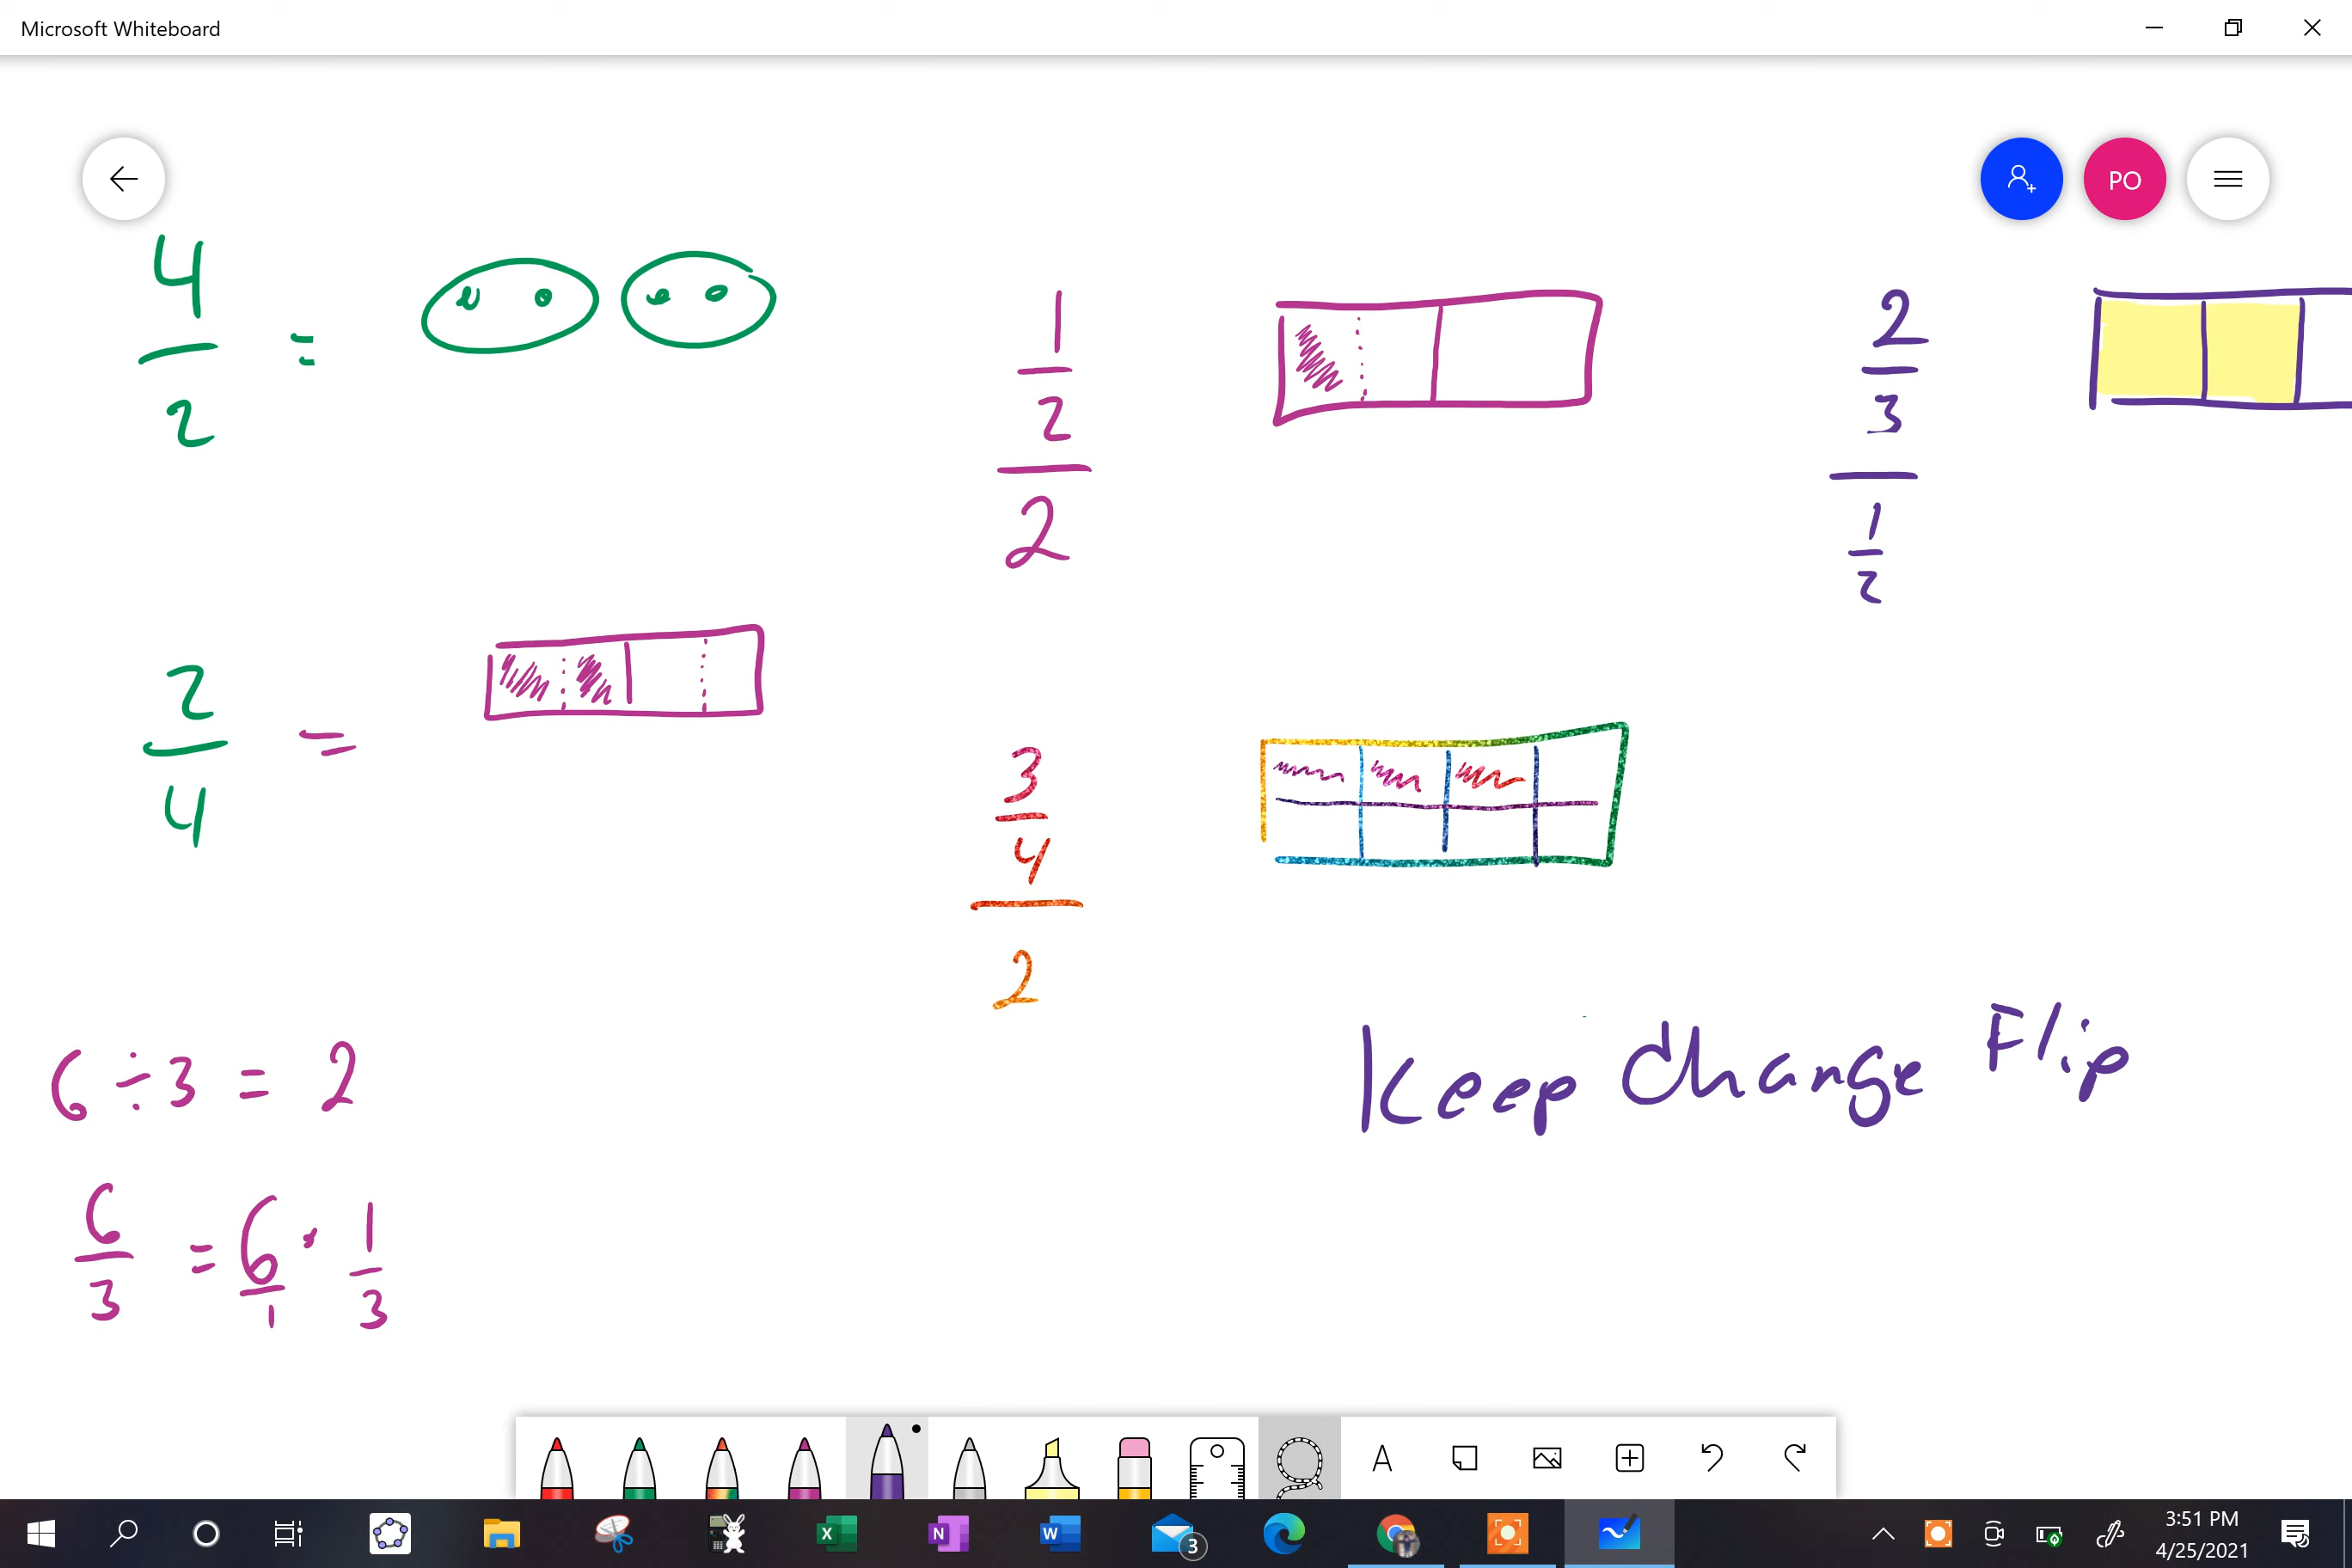 Microsoft Whiteboard
PO
4
2
=
1
2
2
2
3
1
2
2
4
=
3
4
2
6 ÷ 3 = 2
Keep Change Flip
6
3
= 6
1
· 1
3
A
X
N
W
3
3:51 PM
4/25/2021